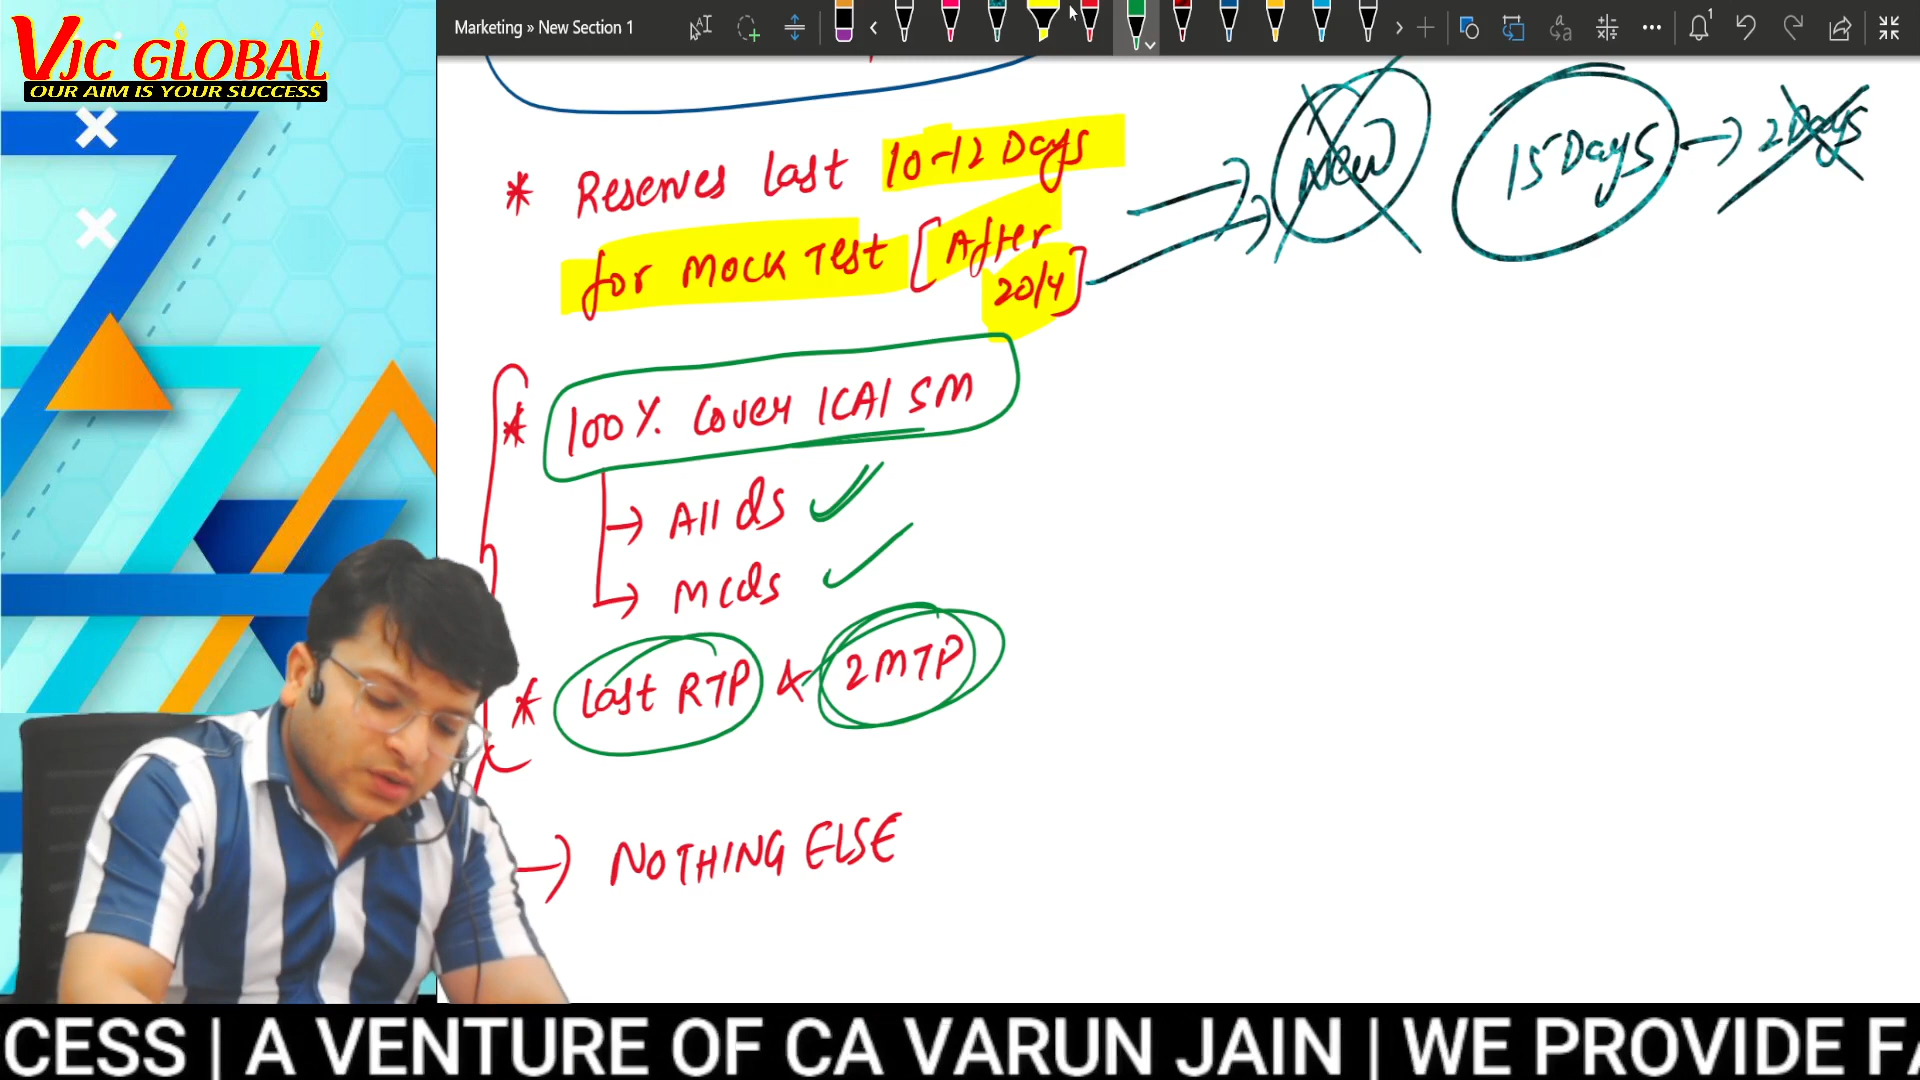 VJC GLOBAL
OUR AIM IS YOUR SUCCESS
Marketing » New Section 1
* Reserves last 10-12 Days
for Mock Test [After
20/4]
New
15 Days → 2 Days
* 100% Cover ICAI SM
→ All Qs ✓
→ MCQs ✓
* last RTP & 2 MTP
→ NOTHING ELSE
CESS | A VENTURE OF CA VARUN JAIN | WE PROVIDE FA